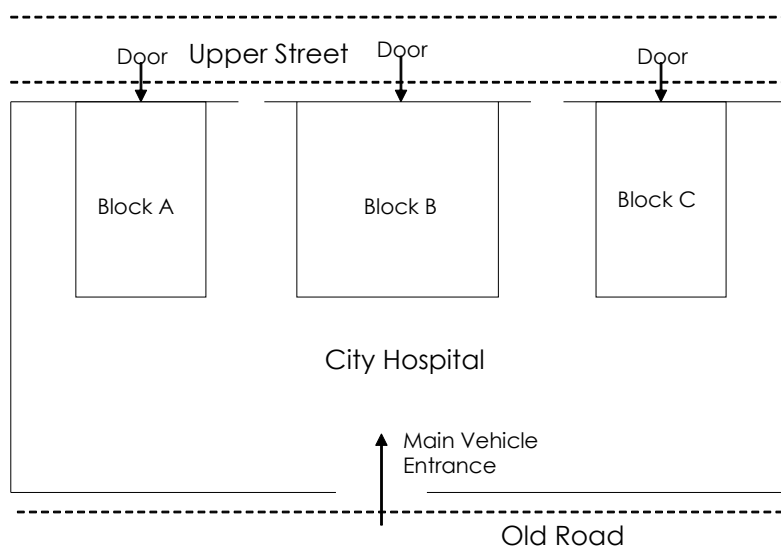 Door
Upper Street
Door
Door
Block A
Block B
Block C
City Hospital
Main Vehicle
Entrance
Old Road